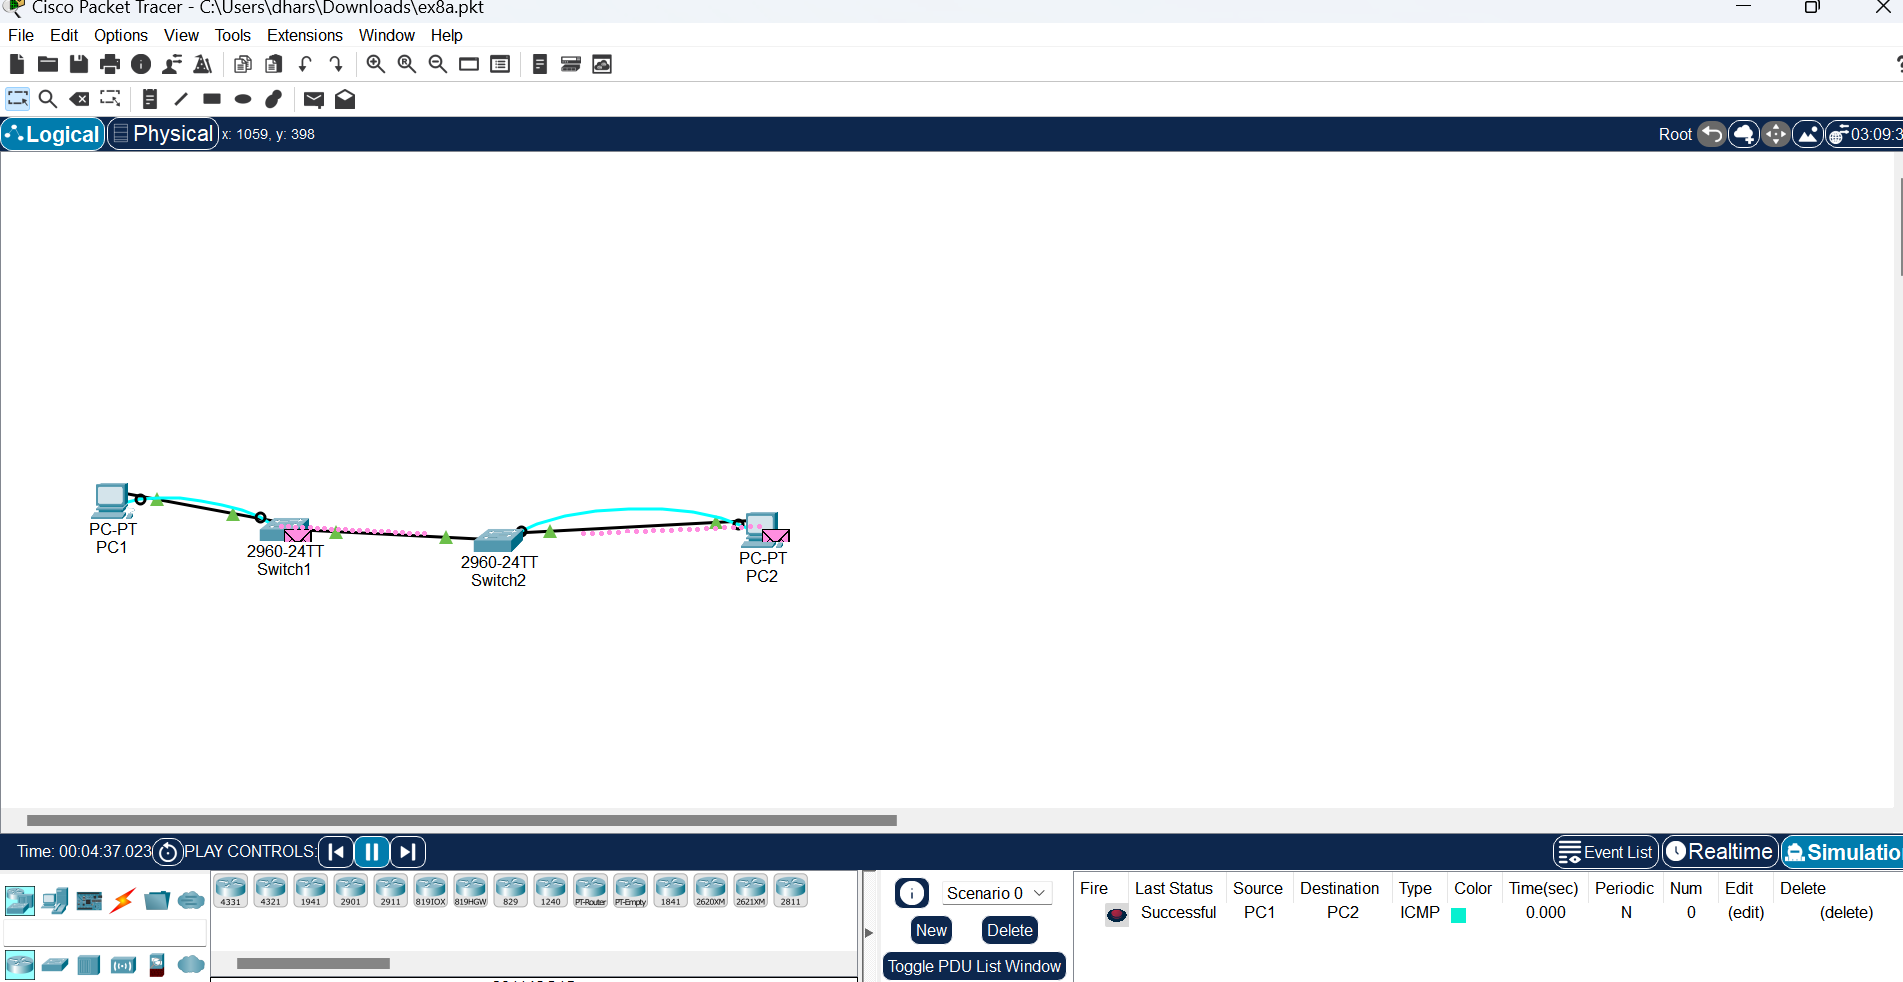 Cisco Packet Tracer - C:\Users\dhars\Downloads\ex8a.pkt
File Edit Options View Tools Extensions Window Help
Logical Physical x: 1059, y: 398 Root 03:09:3
PC-PT
PC1
2960-24TT
Switch1
2960-24TT
Switch2
PC-PT
PC2
Time: 00:04:37.023 PLAY CONTROLS: Event List Realtime Simulatio
4331 4321 1941 2901 2911 819IOX 819HGW 829 1240 PT-Router PT-Empty 1841 2620XM 2621XM 2811
Scenario 0
New Delete
Toggle PDU List Window
Fire Last Status Source Destination Type Color Time(sec) Periodic Num Edit Delete
Successful PC1 PC2 ICMP 0.000 N 0 (edit) (delete)